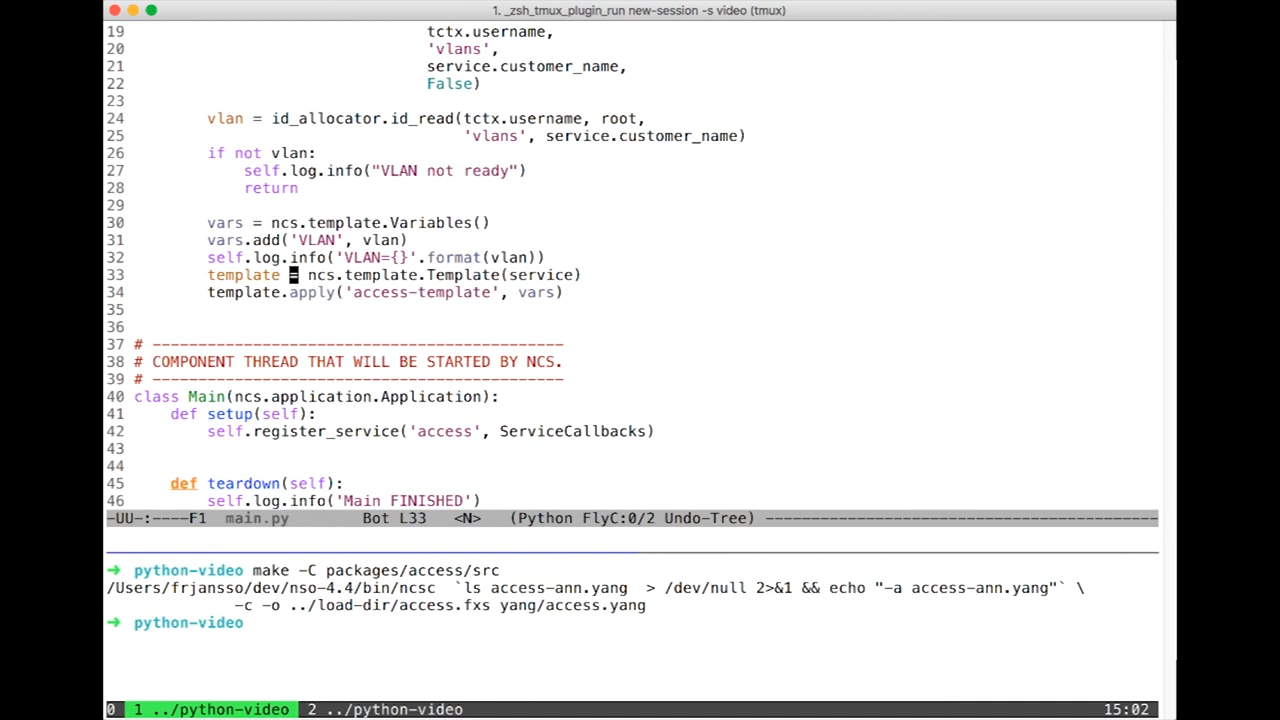 1. _zsh_tmux_plugin_run new-session -s video (tmux)
19                                 tctx.username,
20                                 'vlans',
21                                 service.customer_name,
22                                 False)
23
24         vlan = id_allocator.id_read(tctx.username, root,
25                                     'vlans', service.customer_name)
26         if not vlan:
27             self.log.info("VLAN not ready")
28             return
29
30         vars = ncs.template.Variables()
31         vars.add('VLAN', vlan)
32         self.log.info('VLAN={}'.format(vlan))
33         template = ncs.template.Template(service)
34         template.apply('access-template', vars)
35
36
37 # ---------------------------------------------
38 # COMPONENT THREAD THAT WILL BE STARTED BY NCS.
39 # ---------------------------------------------
40 class Main(ncs.application.Application):
41     def setup(self):
42         self.register_service('access', ServiceCallbacks)
43
44
45     def teardown(self):
46         self.log.info('Main FINISHED')
-UU-:----F1  main.py        Bot L33   <N>   (Python FlyC:0/2 Undo-Tree) -------------------------------------------
➜  python-video make -C packages/access/src
/Users/frjansso/dev/nso-4.4/bin/ncsc  `ls access-ann.yang  > /dev/null 2>&1 && echo "-a access-ann.yang"` \
              -c -o ../load-dir/access.fxs yang/access.yang
➜  python-video
0  1 ../python-video  2 ../python-video 15:02